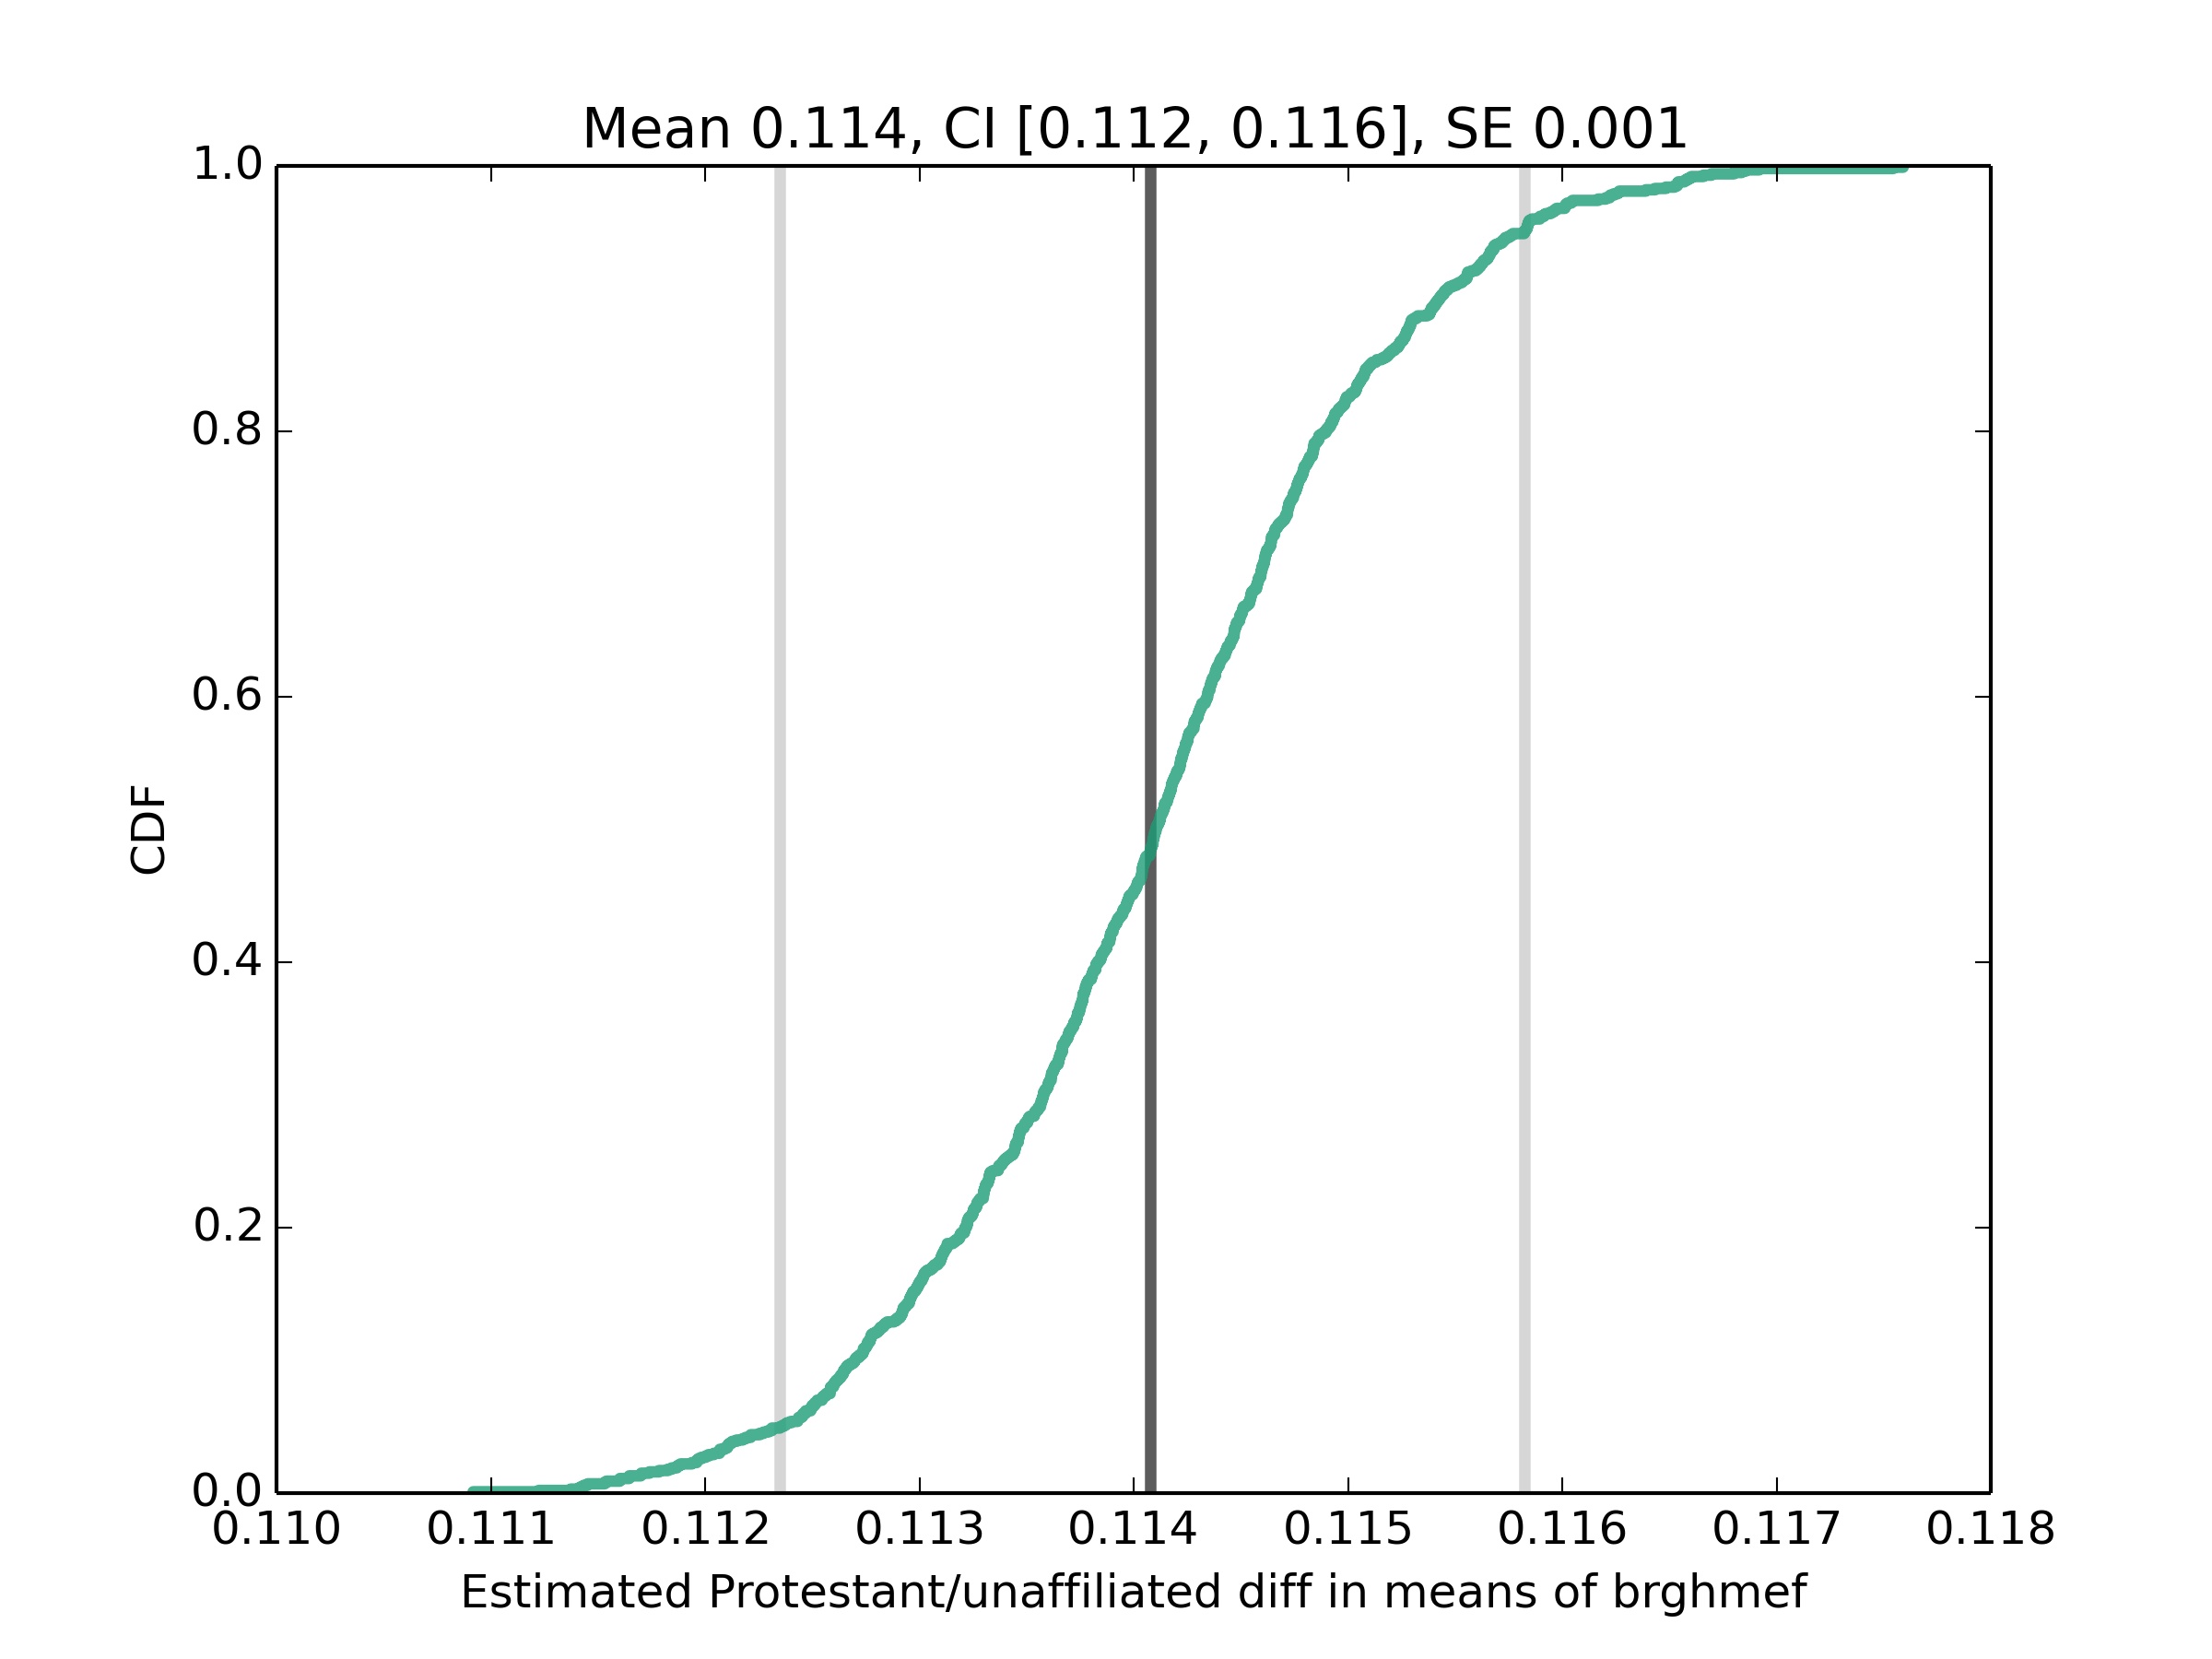 Mean 0.114, CI [0.112, 0.116], SE 0.001
1.0
0.8
0.6
0.4
0.2
0.0
CDF
0.110 0.111 0.112 0.113 0.114 0.115 0.116 0.117 0.118
Estimated Protestant/unaffiliated diff in means of brghmef